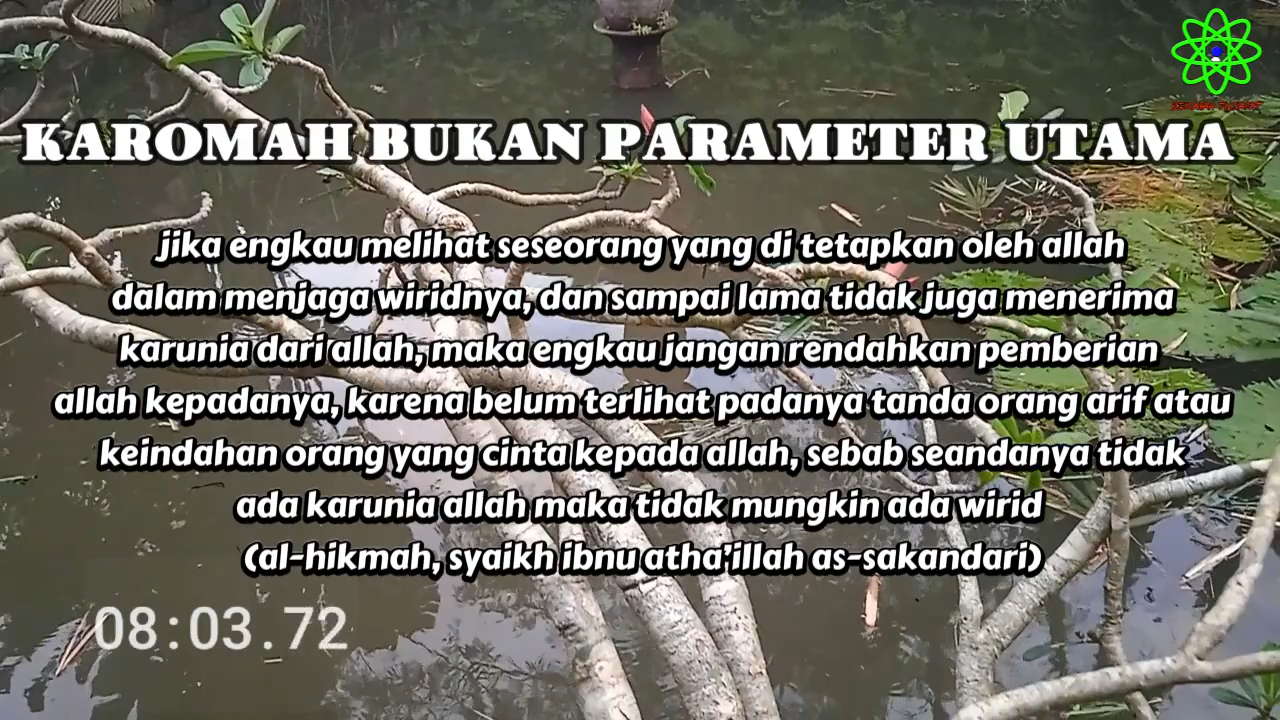 KAROMAH BUKAN PARAMETER UTAMA
jika engkau melihat seseorang yang di tetapkan oleh allah
dalam menjaga wiridnya, dan sampai lama tidak juga menerima
karunia dari allah, maka engkau jangan rendahkan pemberian
allah kepadanya, karena belum terlihat padanya tanda orang arif atau
keindahan orang yang cinta kepada allah, sebab seandanya tidak
ada karunia allah maka tidak mungkin ada wirid
(al-hikmah, syaikh ibnu atha'illah as-sakandari)
08:03.72